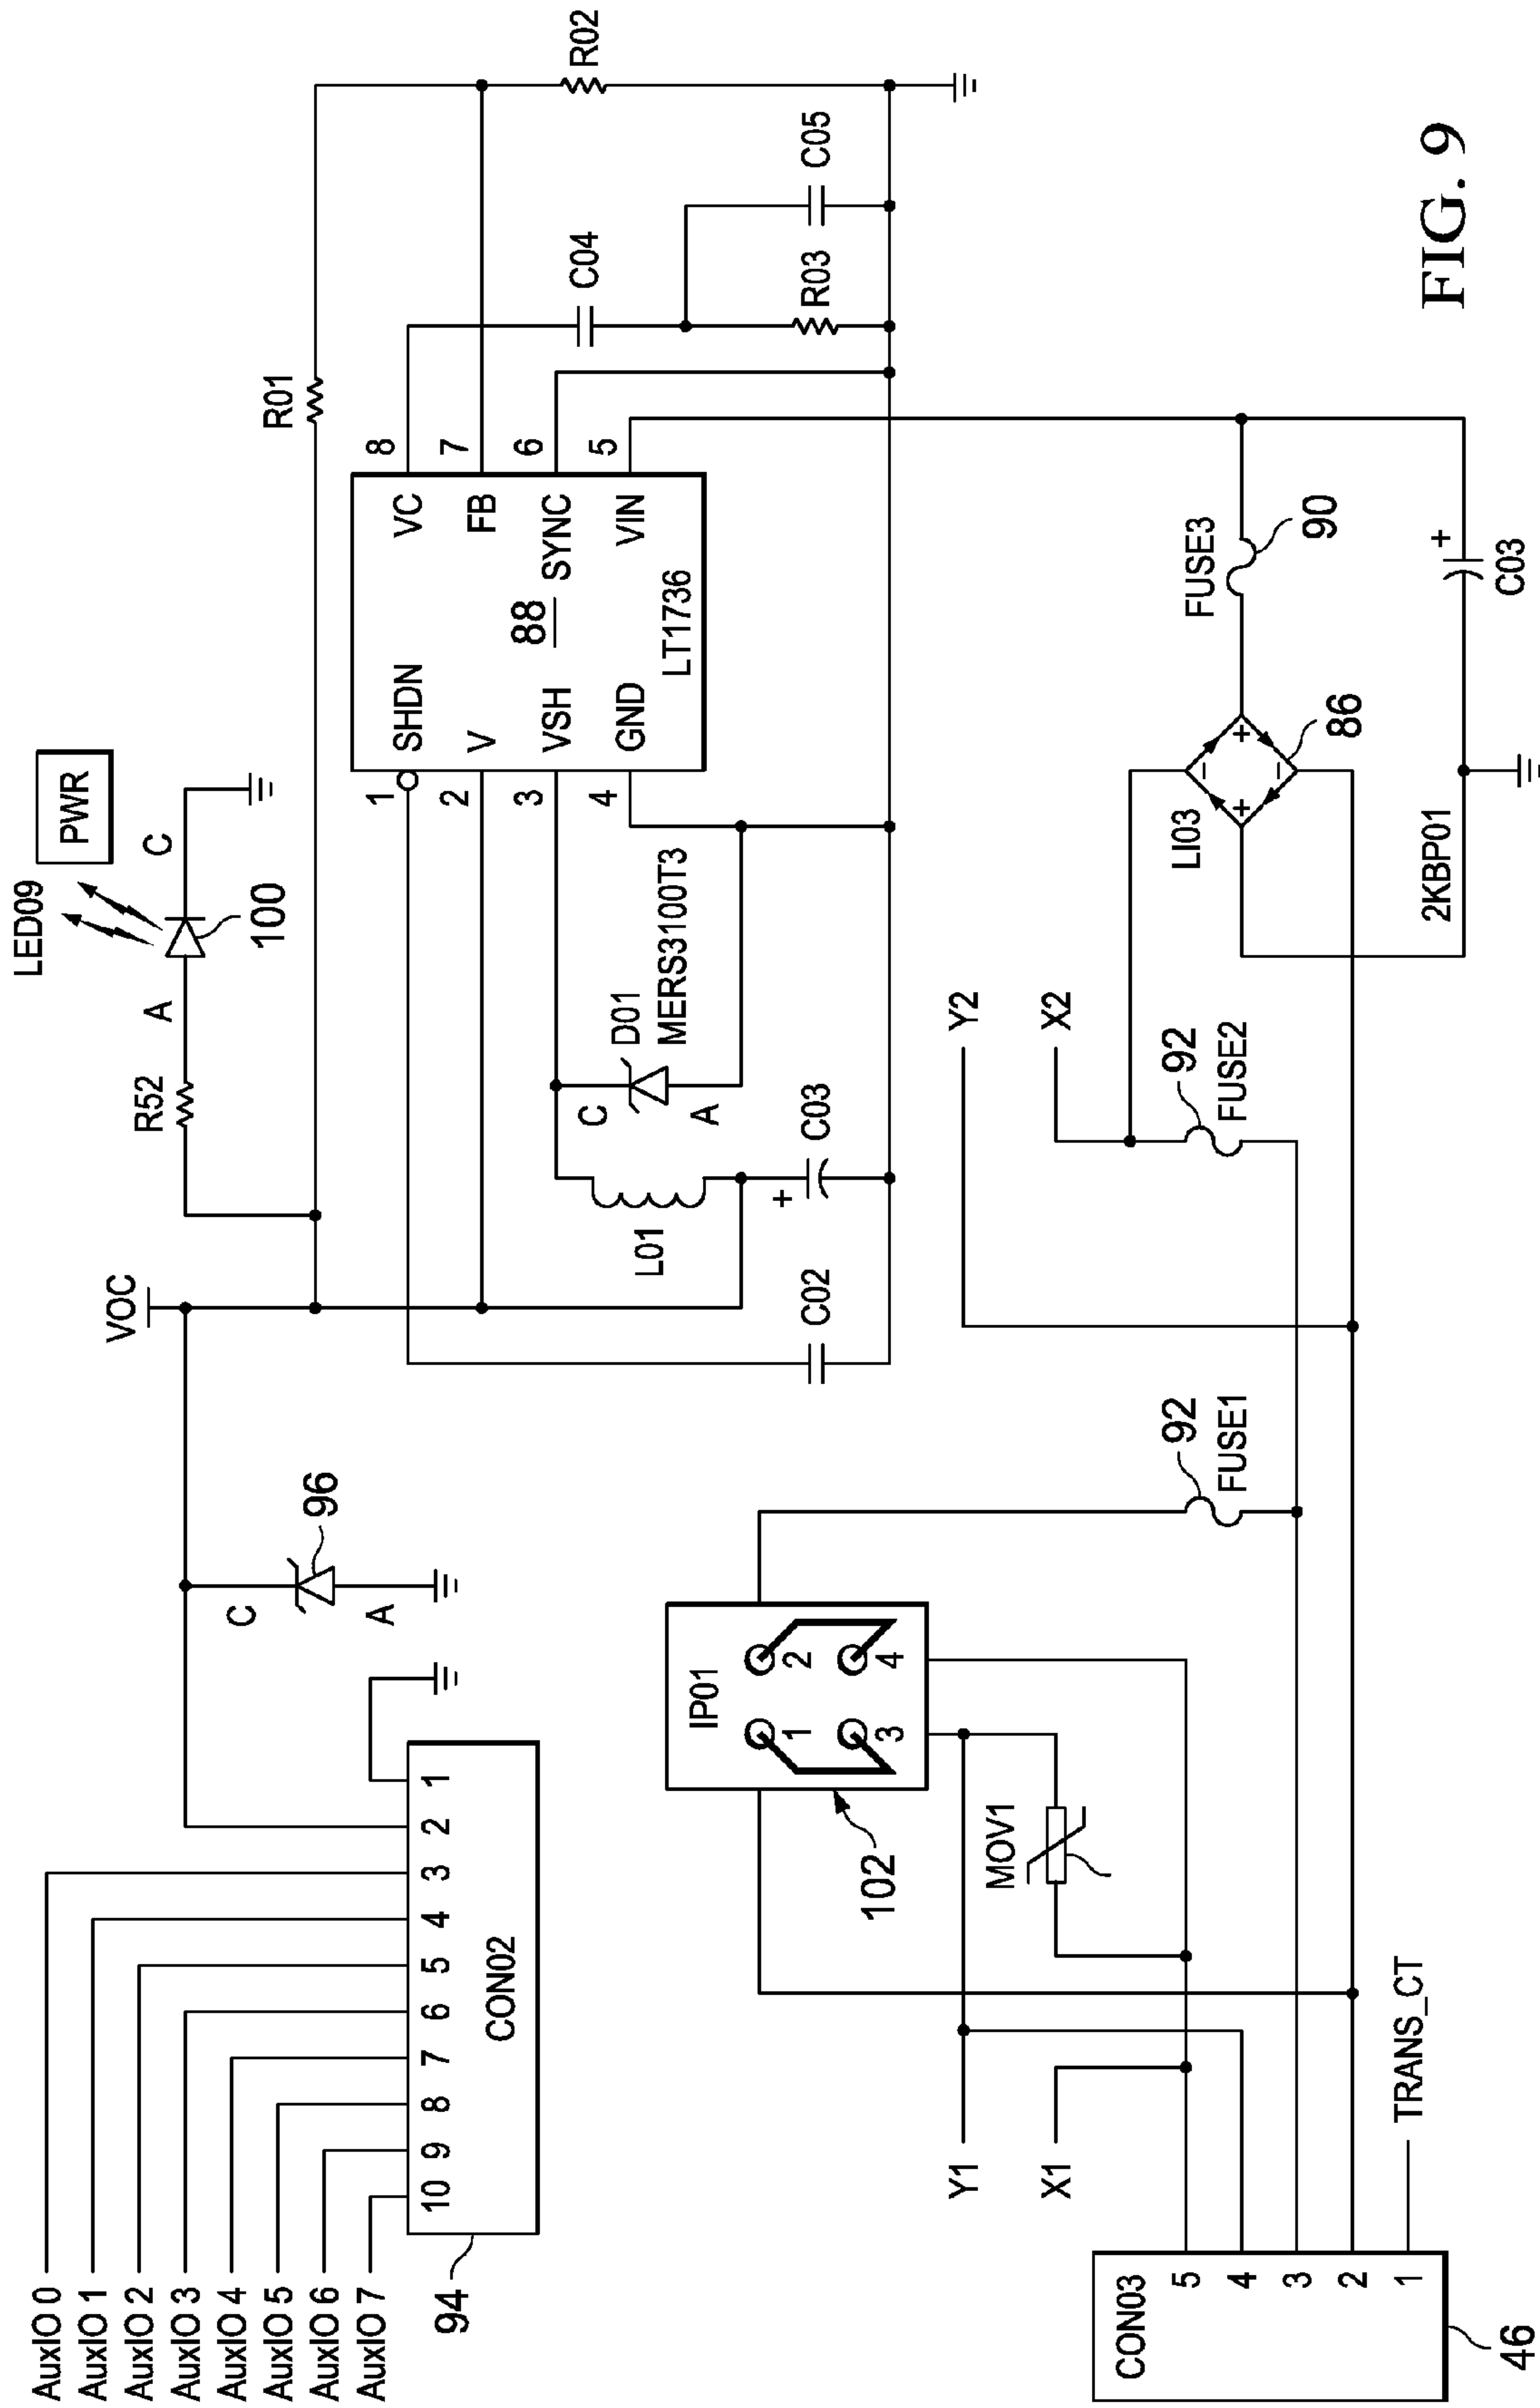 AuxIO 0
AuxIO 1
AuxIO 2
AuxIO 3
AuxIO 4
AuxIO 5
AuxIO 6
AuxIO 7
10 9 8 7 6 5 4 3 2 1
CON02
94
C
A
96
VOC
R52
A
C
LED09
100
PWR
R01
R02
1 SHDN
2 V
3 VSH
4 GND
VC 8
FB 7
SYNC 6
VIN 5
88
LT1736
C04
R03
C05
L01
C
A
D01
MERS3100T3
C02
+
C03
IP01
1 2
3 4
102
MOV1
92
FUSE1
Y1
X1
Y2
X2
92
FUSE2
LI03
+
-
+
-
86
2KBP01
FUSE3
90
+
C03
CON03
5
4
3
2
1
46
TRANS_CT
FIG. 9